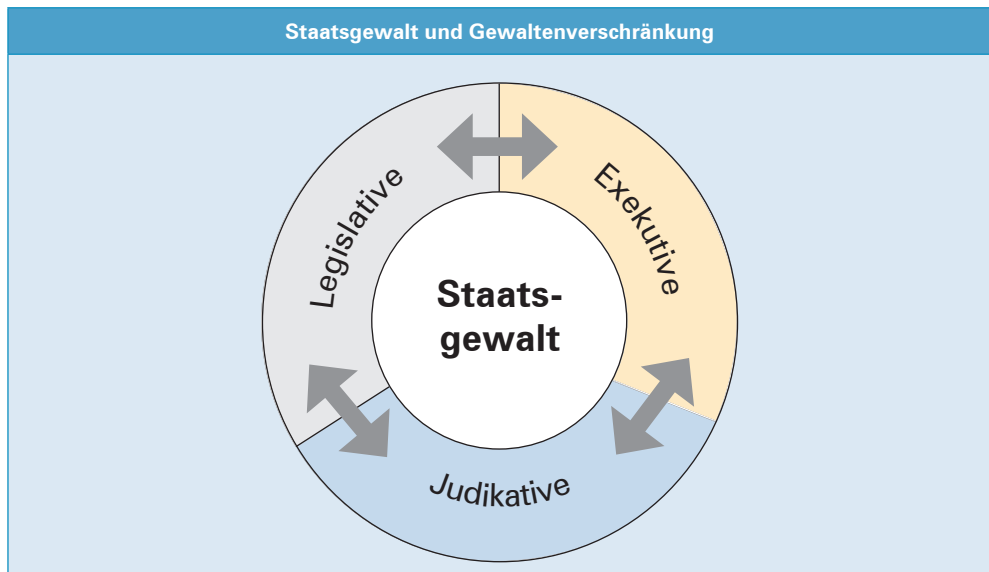 Staatsgewalt und Gewaltenverschränkung
Legislative
Exekutive
Staats-
gewalt
Judikative